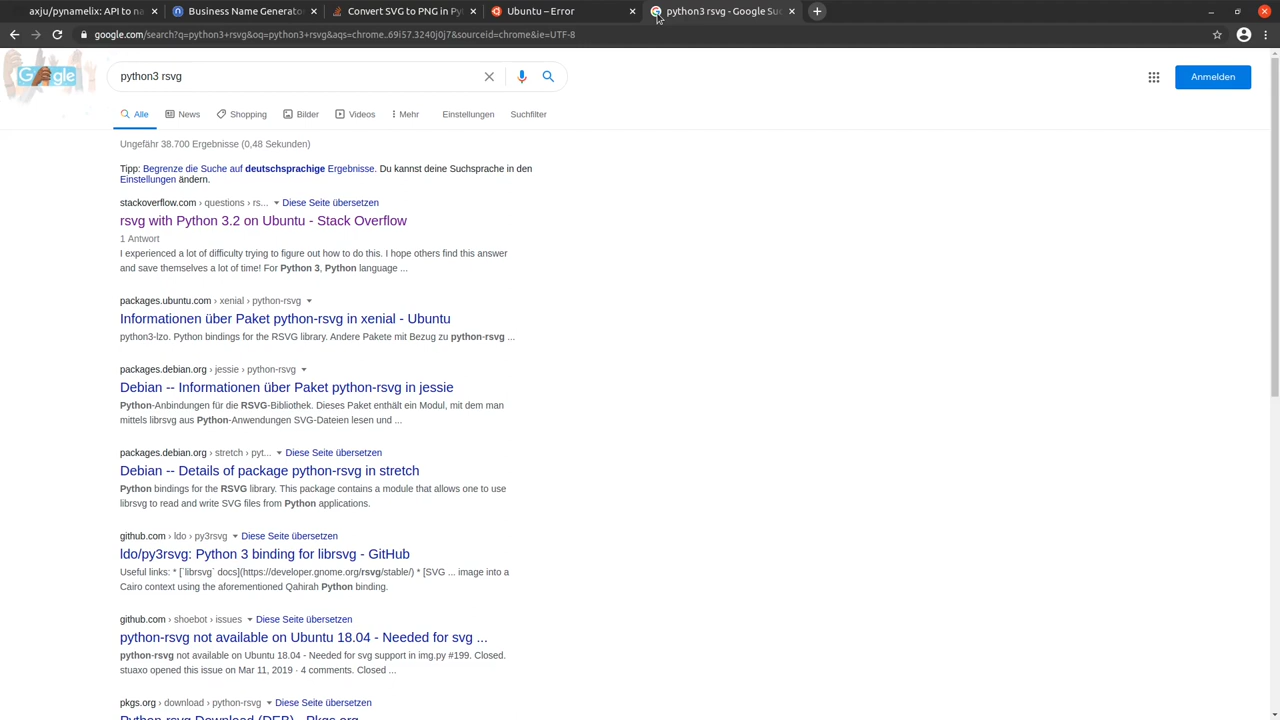 axju/pynamixel: I
Business Names Gene
Svg to PNG in Python -
Ubuntu – Error
python3 rsvg - Google Suc
google.com/search?q=python3+rsvg&oq=python3+rsvg&aqs=chrome..69i57.3240j0j7&sourceid=chrome&ie=UTF-8
Google
python3 rsvg
Anmelden
Alle
News
Shopping
Bilder
Videos
Mehr
Einstellungen
Suchfilter
Ungefähr 38.700 Ergebnisse (0,48 Sekunden)
Tipp: Begrenze die Suche auf deutschsprachige Ergebnisse. Du kannst deine Suchsprache in den
Einstellungen ändern.
stackoverflow.com › questions › rs... Diese Seite übersetzen
rsvg with Python 3.2 on Ubuntu - Stack Overflow
1 Antwort
I experienced a lot of difficulty trying to figure out how to do this. I hope others find this answer
and save themselves a lot of time! For Python 3, Python language ...
packages.ubuntu.com › xenial › python-rsvg
Informationen über Paket python-rsvg in xenial - Ubuntu
python3-lzo. Python bindings for the RSVG library. Andere Pakete mit Bezug zu python-rsvg ...
packages.debian.org › jessie › python-rsvg
Debian -- Informationen über Paket python-rsvg in jessie
Python-Anbindungen für die RSVG-Bibliothek. Dieses Paket enthält ein Modul, mit dem man
mittels librsvg aus Python-Anwendungen SVG-Dateien lesen und ...
packages.debian.org › stretch › pyt... Diese Seite übersetzen
Debian -- Details of package python-rsvg in stretch
Python bindings for the RSVG library. This package contains a module that allows one to use
librsvg to read and write SVG files from Python applications.
github.com › ldo › py3rsvg Diese Seite übersetzen
ldo/py3rsvg: Python 3 binding for librsvg - GitHub
Useful links: * [`librsvg` docs](https://developer.gnome.org/rsvg/stable/) * [SVG ... image into a
Cairo context using the aforementioned Qahirah Python binding.
github.com › shoebot › issues Diese Seite übersetzen
python-rsvg not available on Ubuntu 18.04 - Needed for svg ...
python-rsvg not available on Ubuntu 18.04 - Needed for svg support in img.py #199. Closed.
stuaxo opened this issue on Mar 11, 2019 · 4 comments. Closed ...
pkgs.org › download › python-rsvg Diese Seite übersetzen
Python-rsvg Download (DEB) - Pkgs.org